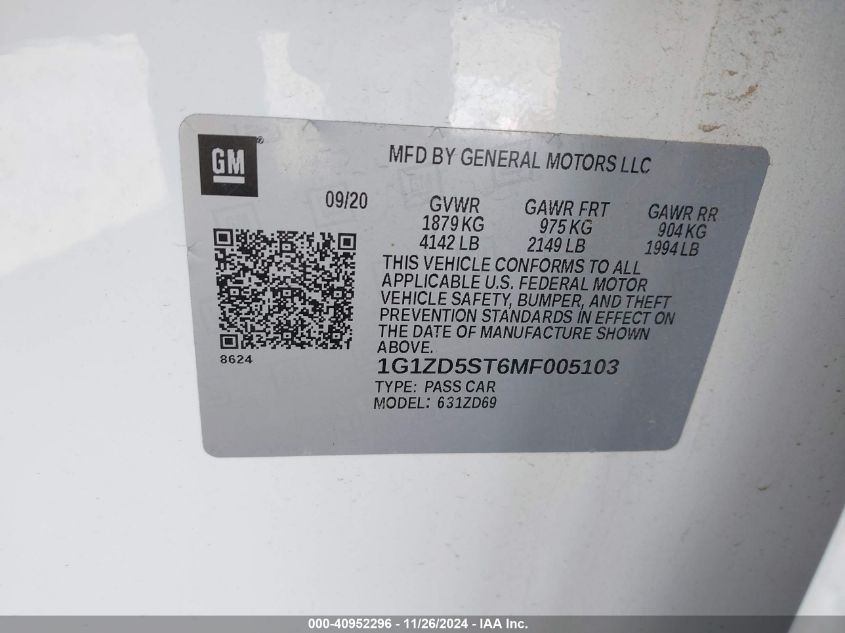 GM
MFD BY GENERAL MOTORS LLC
09/20
GVWR
1879 KG
4142 LB
GAWR FRT
975 KG
2149 LB
GAWR RR
904 KG
1994 LB
THIS VEHICLE CONFORMS TO ALL
APPLICABLE U.S. FEDERAL MOTOR
VEHICLE SAFETY, BUMPER, AND THEFT
PREVENTION STANDARDS IN EFFECT ON
THE DATE OF MANUFACTURE SHOWN
ABOVE.
8624
1G1ZD5ST6MF005103
TYPE: PASS CAR
MODEL: 631ZD69
000-40952296 - 11/26/2024 - IAAI.com